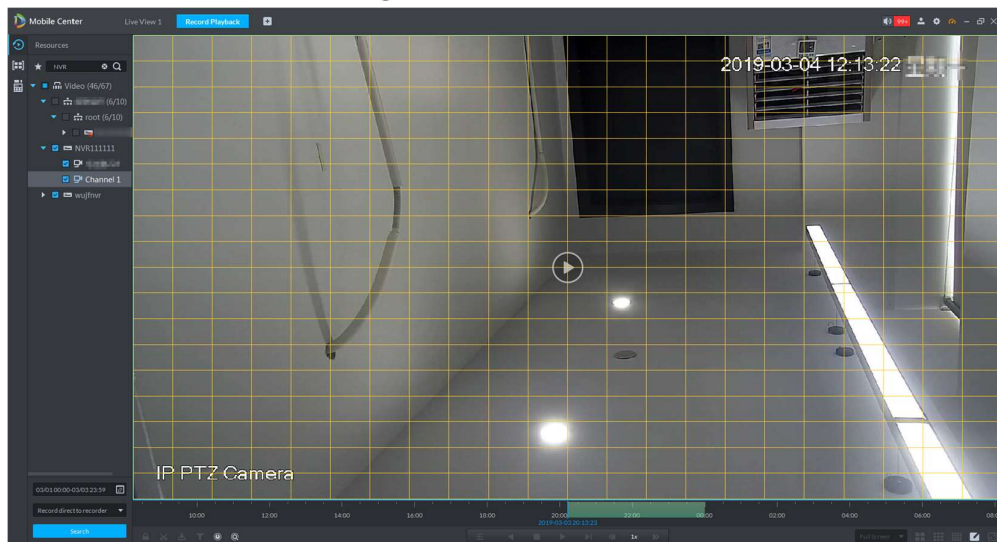 Mobile Center
Live View 1
Record Playback
99+
Resources
NVR
Video (46/67)
(6/10)
root (6/10)
NVR111111
Channel 1
wujfnvr
03/01 00:00-03/03 23:59
Record direct to recorder
Search
2019-03-04 12:13:22
IP PTZ Camera
10:00 12:00 14:00 16:00 18:00 20:00 22:00 00:00 02:00 04:00 06:00
2019-03-03 20:13:23
1x